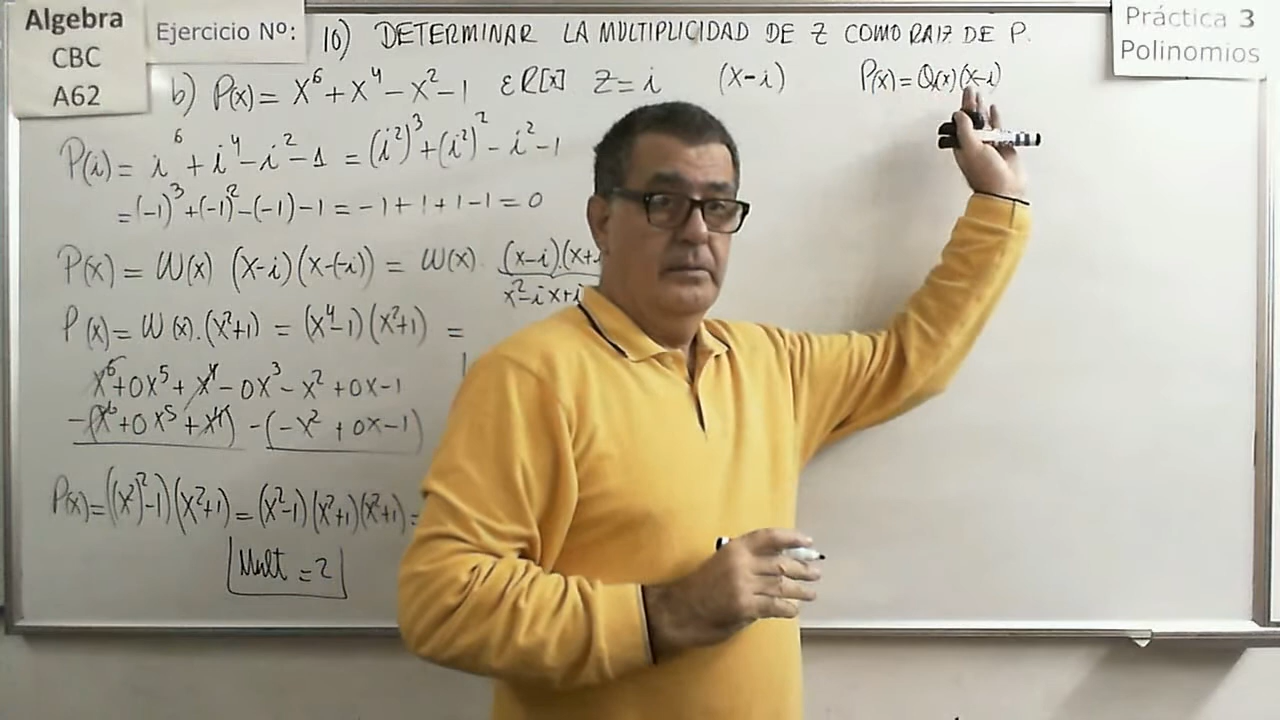 Algebra
CBC
A62
Ejercicio Nº:
10) DETERMINAR LA MULTIPLICIDAD DE Z COMO RAIZ DE P.
Práctica 3
Polinomios
b) P(x) = x⁶ + x⁴ - x² - 1 ∈ R[x] Z = i (x-i) P(x) = Q(x)(x-i)
P(i) = i⁶ + i⁴ - i² - 1 = (i²)³ + (i²)² - i² - 1
= (-1)³ + (-1)² - (-1) - 1 = -1 + 1 + 1 - 1 = 0
P(x) = W(x) (x-i)(x-(-i)) = W(x) . (x-i).(x+
x² - ix + i
P(x) = W(x).(x²+1) = (x⁴-1)(x²+1) =
x⁶ + 0x⁵ + x⁴ - 0x³ - x² + 0x - 1
-(x⁶ + 0x⁵ + x⁴) -(-x² + 0x - 1)
P(x) = ((x²)² - 1)(x²+1) = (x²-1)(x²+1)(x²+1) =
Mult = 2